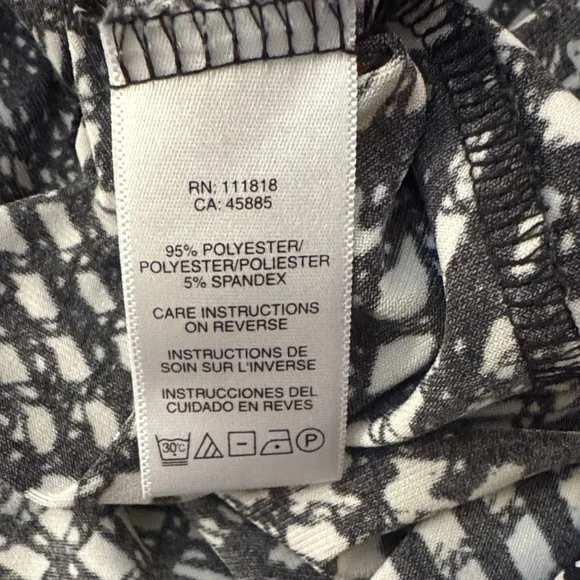 RN: 111818
CA: 45885
95% POLYESTER/
POLYESTER/POLIESTER
5% SPANDEX
CARE INSTRUCTIONS
ON REVERSE
INSTRUCTIONS DE
SOIN SUR L'INVERSE
INSTRUCCIONES DEL
CUIDADO EN REVES
30°C P